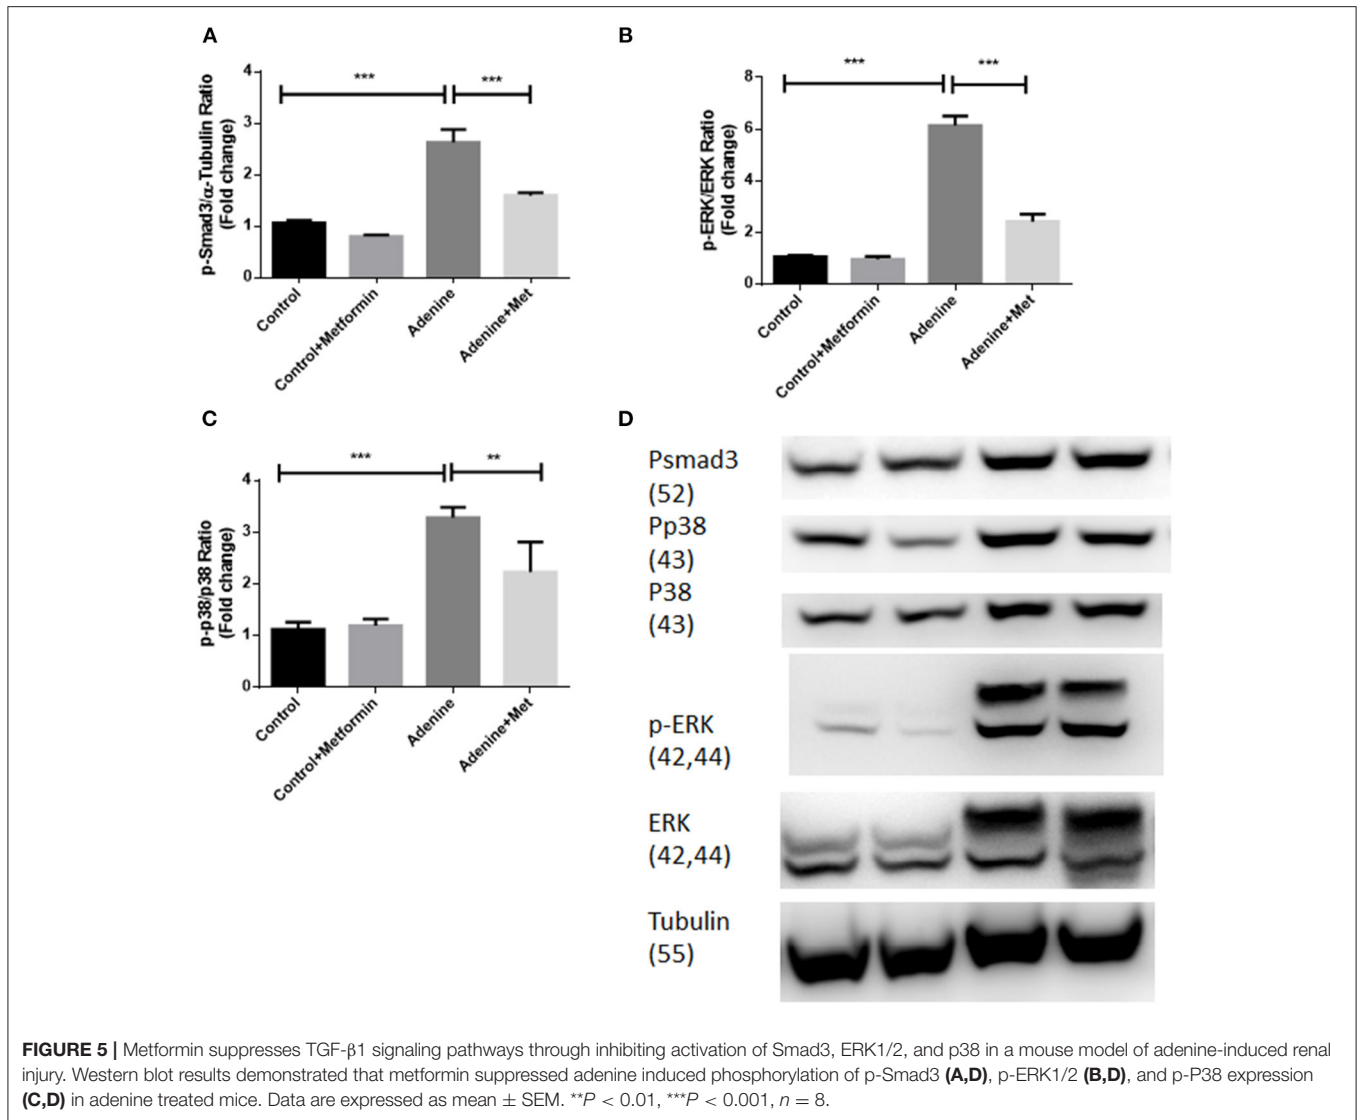 A
p-Smad3/α-Tubulin Ratio
(Fold change)
4
3
2
1
0
***
***
Control
Control+Metformin
Adenine
Adenine+Met
B
p-ERK/ERK Ratio
(Fold change)
8
6
4
2
0
***
***
Control
Control+Metformin
Adenine
Adenine+Met
C
p-p38/p38 Ratio
(Fold change)
4
3
2
1
0
***
**
Control
Control+Metformin
Adenine
Adenine+Met
D
Psmad3
(52)
Pp38
(43)
P38
(43)
p-ERK
(42,44)
ERK
(42,44)
Tubulin
(55)
FIGURE 5 | Metformin suppresses TGF-β1 signaling pathways through inhibiting activation of Smad3, ERK1/2, and p38 in a mouse model of adenine-induced renal
injury. Western blot results demonstrated that metformin suppressed adenine induced phosphorylation of p-Smad3 (A,D), p-ERK1/2 (B,D), and p-P38 expression
(C,D) in adenine treated mice. Data are expressed as mean ± SEM. **P < 0.01, ***P < 0.001, n = 8.